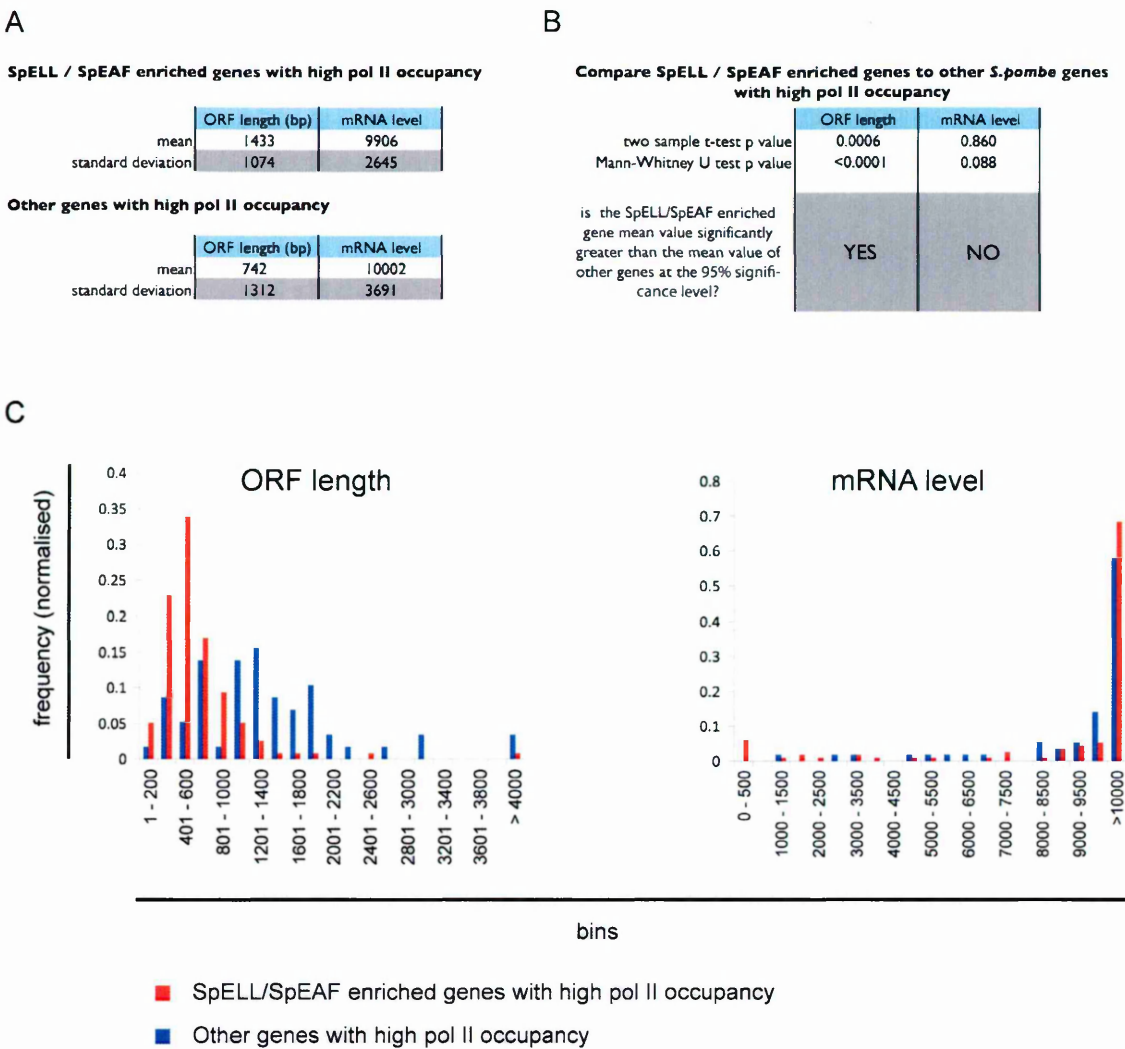 A
SpELL / SpEAF enriched genes with high pol II occupancy
ORF length (bp) mRNA level
mean 1433 9906
standard deviation 1074 2645
Other genes with high pol II occupancy
ORF length (bp) mRNA level
mean 742 10002
standard deviation 1312 3691
B
Compare SpELL / SpEAF enriched genes to other S.pombe genes
with high pol II occupancy
ORF length mRNA level
two sample t-test p value 0.0006 0.860
Mann-Whitney U test p value <0.0001 0.088
is the SpELL/SpEAF enriched
gene mean value significantly
greater than the mean value of
other genes at the 95% signifi-
cance level?
YES NO
C
frequency (normalised)
ORF length
0.4
0.35
0.3
0.25
0.2
0.15
0.1
0.05
0
1 - 200
401 - 600
801 - 1000
1201 - 1400
1601 - 1800
2001 - 2200
2401 - 2600
2801 - 3000
3201 - 3400
3601 - 3800
> 4000
mRNA level
0.8
0.7
0.6
0.5
0.4
0.3
0.2
0.1
0
0 - 500
1000 - 1500
2000 - 2500
3000 - 3500
4000 - 4500
5000 - 5500
6000 - 6500
7000 - 7500
8000 - 8500
9000 - 9500
>10000
bins
SpELL/SpEAF enriched genes with high pol II occupancy
Other genes with high pol II occupancy